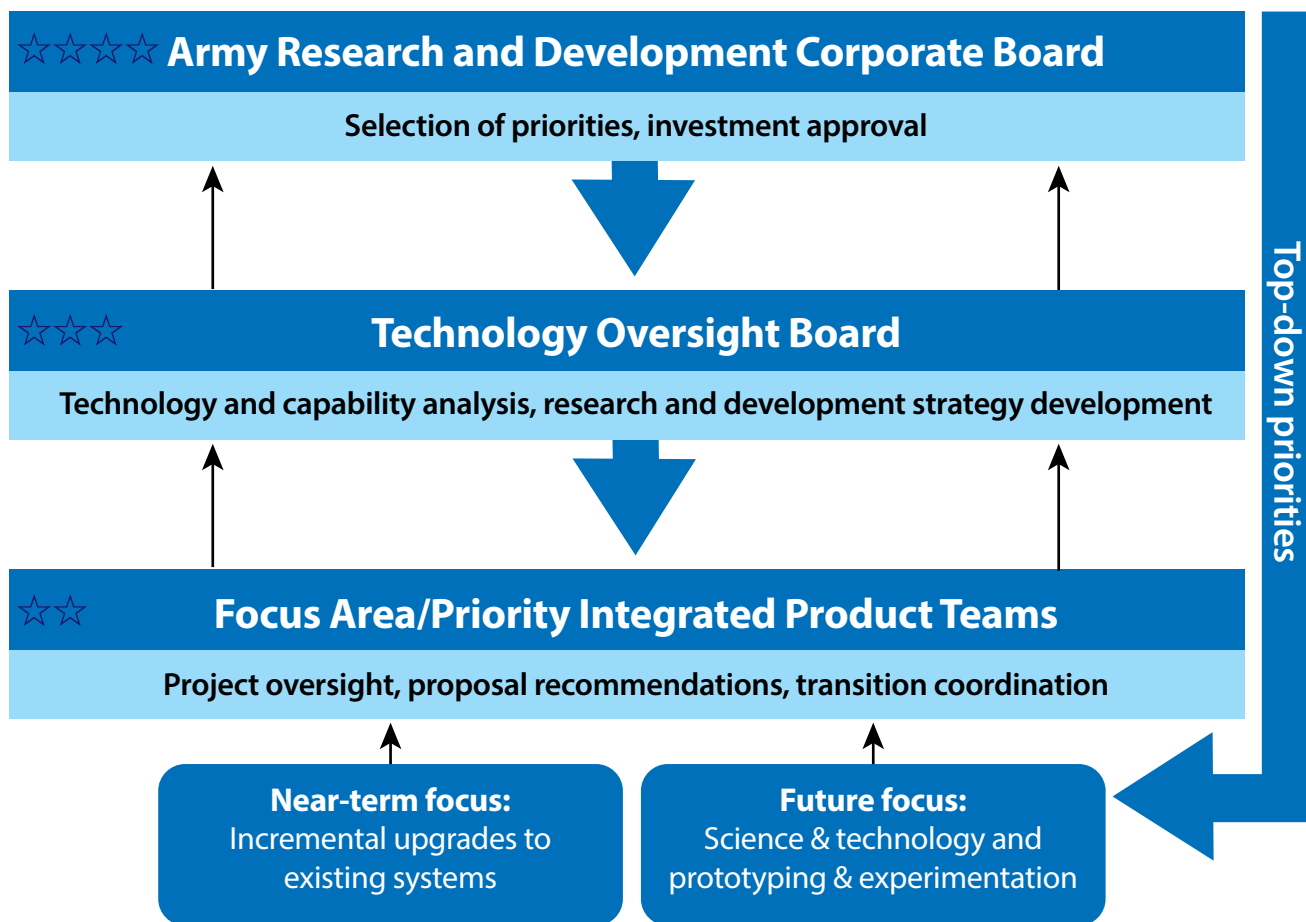 Army Research and Development Corporate Board
Selection of priorities, investment approval
Technology Oversight Board
Technology and capability analysis, research and development strategy development
Focus Area/Priority Integrated Product Teams
Project oversight, proposal recommendations, transition coordination
Near-term focus:
Incremental upgrades to
existing systems
Future focus:
Science & technology and
prototyping & experimentation
Top-down priorities